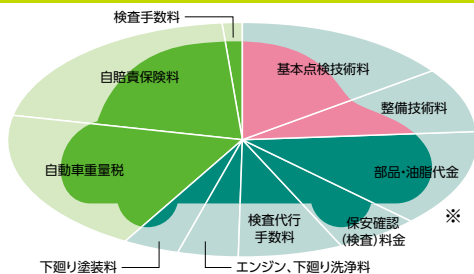 検査手数料
自賠責保険料
基本点検技術料
整備技術料
自動車重量税
部品・油脂代金
※
保安確認
(検査)料金
検査代行
手数料
下廻り塗装料
エンジン、下廻り洗浄料